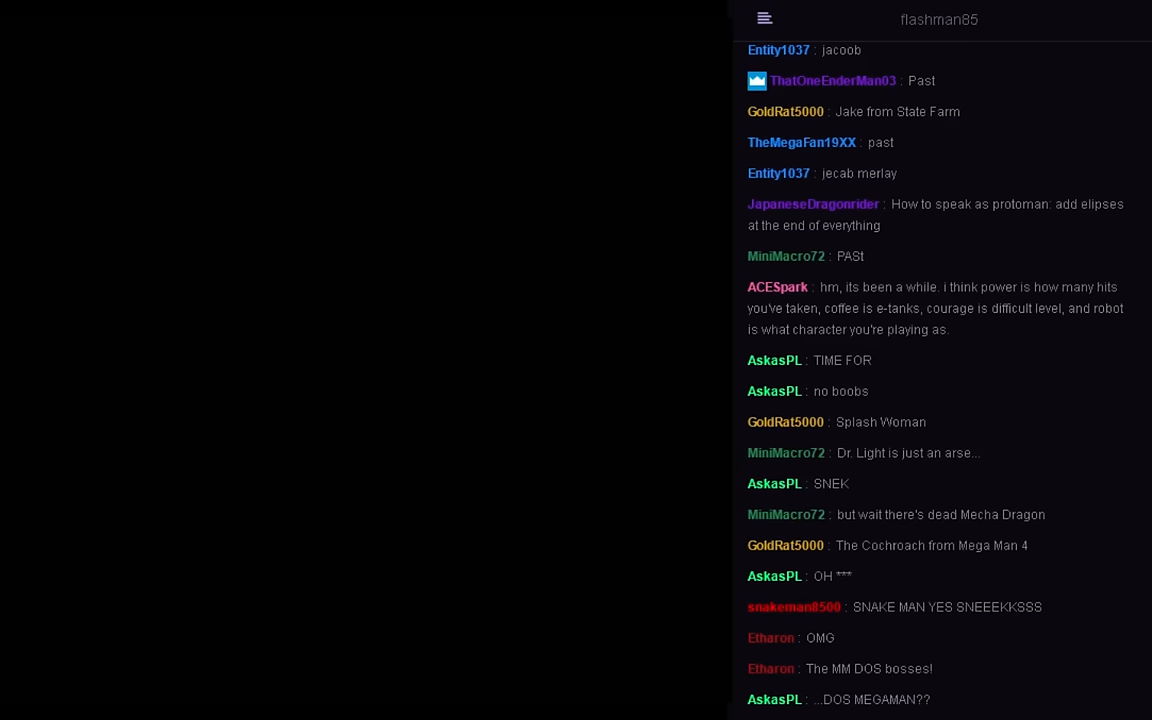 flashman85
Entity1037 : jacoob
ThatOneEnderMan03 : Past
GoldRat5000 : Jake from State Farm
TheMegaFan19XX : past
Entity1037 : jecab merlay
JapaneseDragonrider : How to speak as protoman: add elipses
at the end of everything
MiniMacro72 : PASt
ACESpark : hm, its been a while. i think power is how many hits
you've taken, coffee is e-tanks, courage is difficult level, and robot
is what character you're playing as.
AskasPL : TIME FOR
AskasPL : no boobs
GoldRat5000 : Splash Woman
MiniMacro72 : Dr. Light is just an arse...
AskasPL : SNEK
MiniMacro72 : but wait there's dead Mecha Dragon
GoldRat5000 : The Cochroach from Mega Man 4
AskasPL : OH ***
snakeman8500 : SNAKE MAN YES SNEEEKKSSS
Etharon : OMG
Etharon : The MM DOS bosses!
AskasPL : ...DOS MEGAMAN??